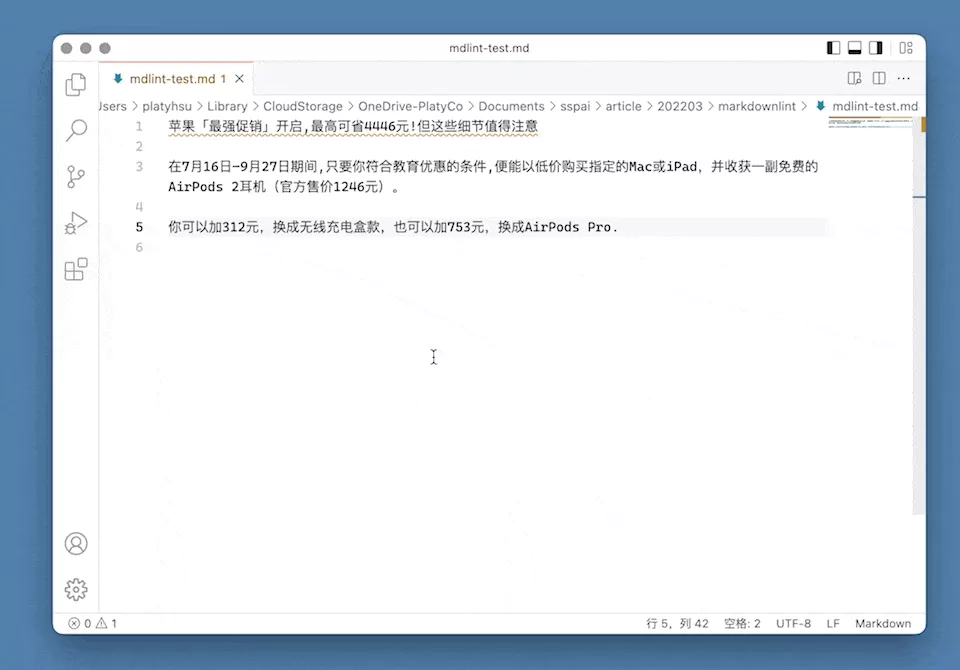 mdlint-test.md
mdlint-test.md 1
Users > platyhsu > Library > CloudStorage > OneDrive-PlatyCo > Documents > sspai > article > 202203 > markdownlint > mdlint-test.md
1 苹果「最强促销」开启,最高可省4446元!但这些细节值得注意
2
3 在7月16日-9月27日期间,只要你符合教育优惠的条件,便能以低价购买指定的Mac或iPad，并收获一副免费的
AirPods 2耳机（官方售价1246元）。
4
5 你可以加312元，换成无线充电盒款，也可以加753元，换成AirPods Pro.
6
0 1 行 5，列 42 空格: 2 UTF-8 LF Markdown